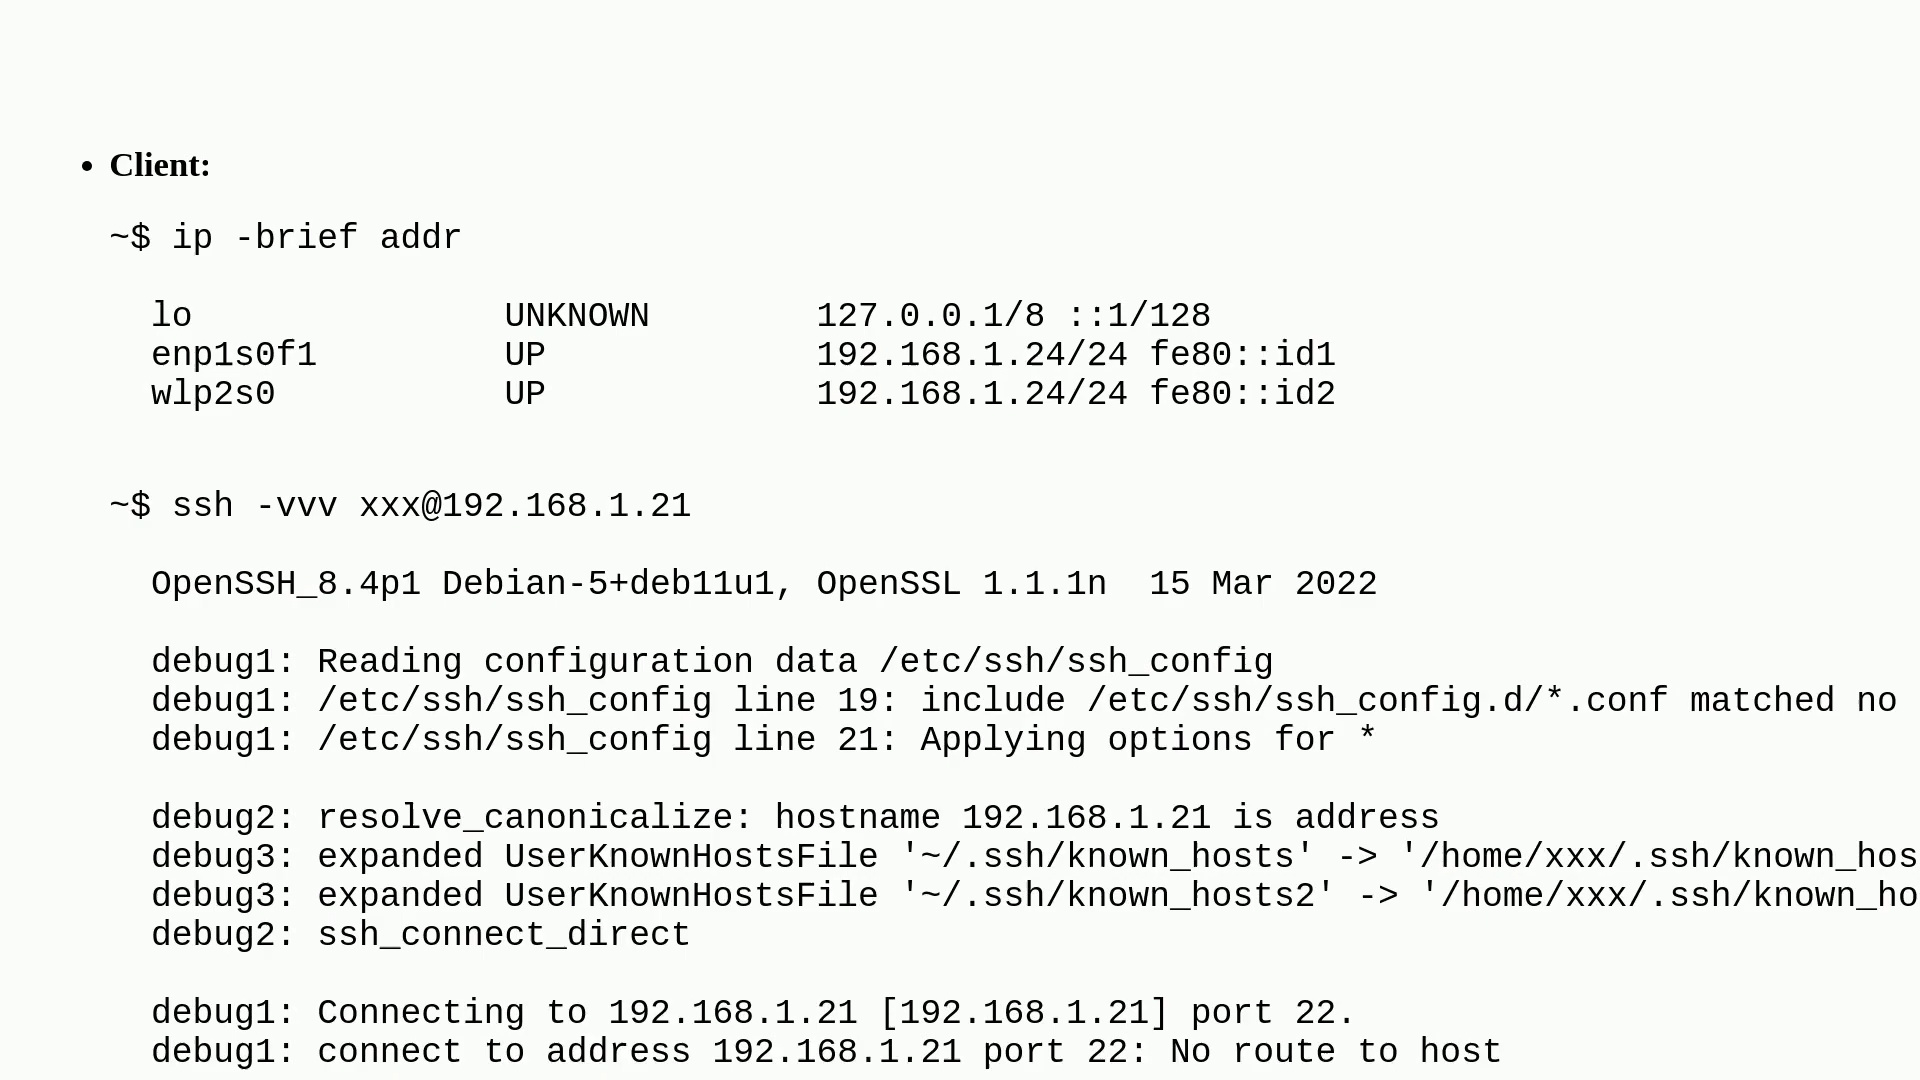 • Client:
~$ ip -brief addr
lo               UNKNOWN        127.0.0.1/8 ::1/128
enp1s0f1         UP             192.168.1.24/24 fe80::id1
wlp2s0           UP             192.168.1.24/24 fe80::id2
~$ ssh -vvv xxx@192.168.1.21
OpenSSH_8.4p1 Debian-5+deb11u1, OpenSSL 1.1.1n  15 Mar 2022
debug1: Reading configuration data /etc/ssh/ssh_config
debug1: /etc/ssh/ssh_config line 19: include /etc/ssh/ssh_config.d/*.conf matched no
debug1: /etc/ssh/ssh_config line 21: Applying options for *
debug2: resolve_canonicalize: hostname 192.168.1.21 is address
debug3: expanded UserKnownHostsFile '~/.ssh/known_hosts' -> '/home/xxx/.ssh/known_hos
debug3: expanded UserKnownHostsFile '~/.ssh/known_hosts2' -> '/home/xxx/.ssh/known_ho
debug2: ssh_connect_direct
debug1: Connecting to 192.168.1.21 [192.168.1.21] port 22.
debug1: connect to address 192.168.1.21 port 22: No route to host